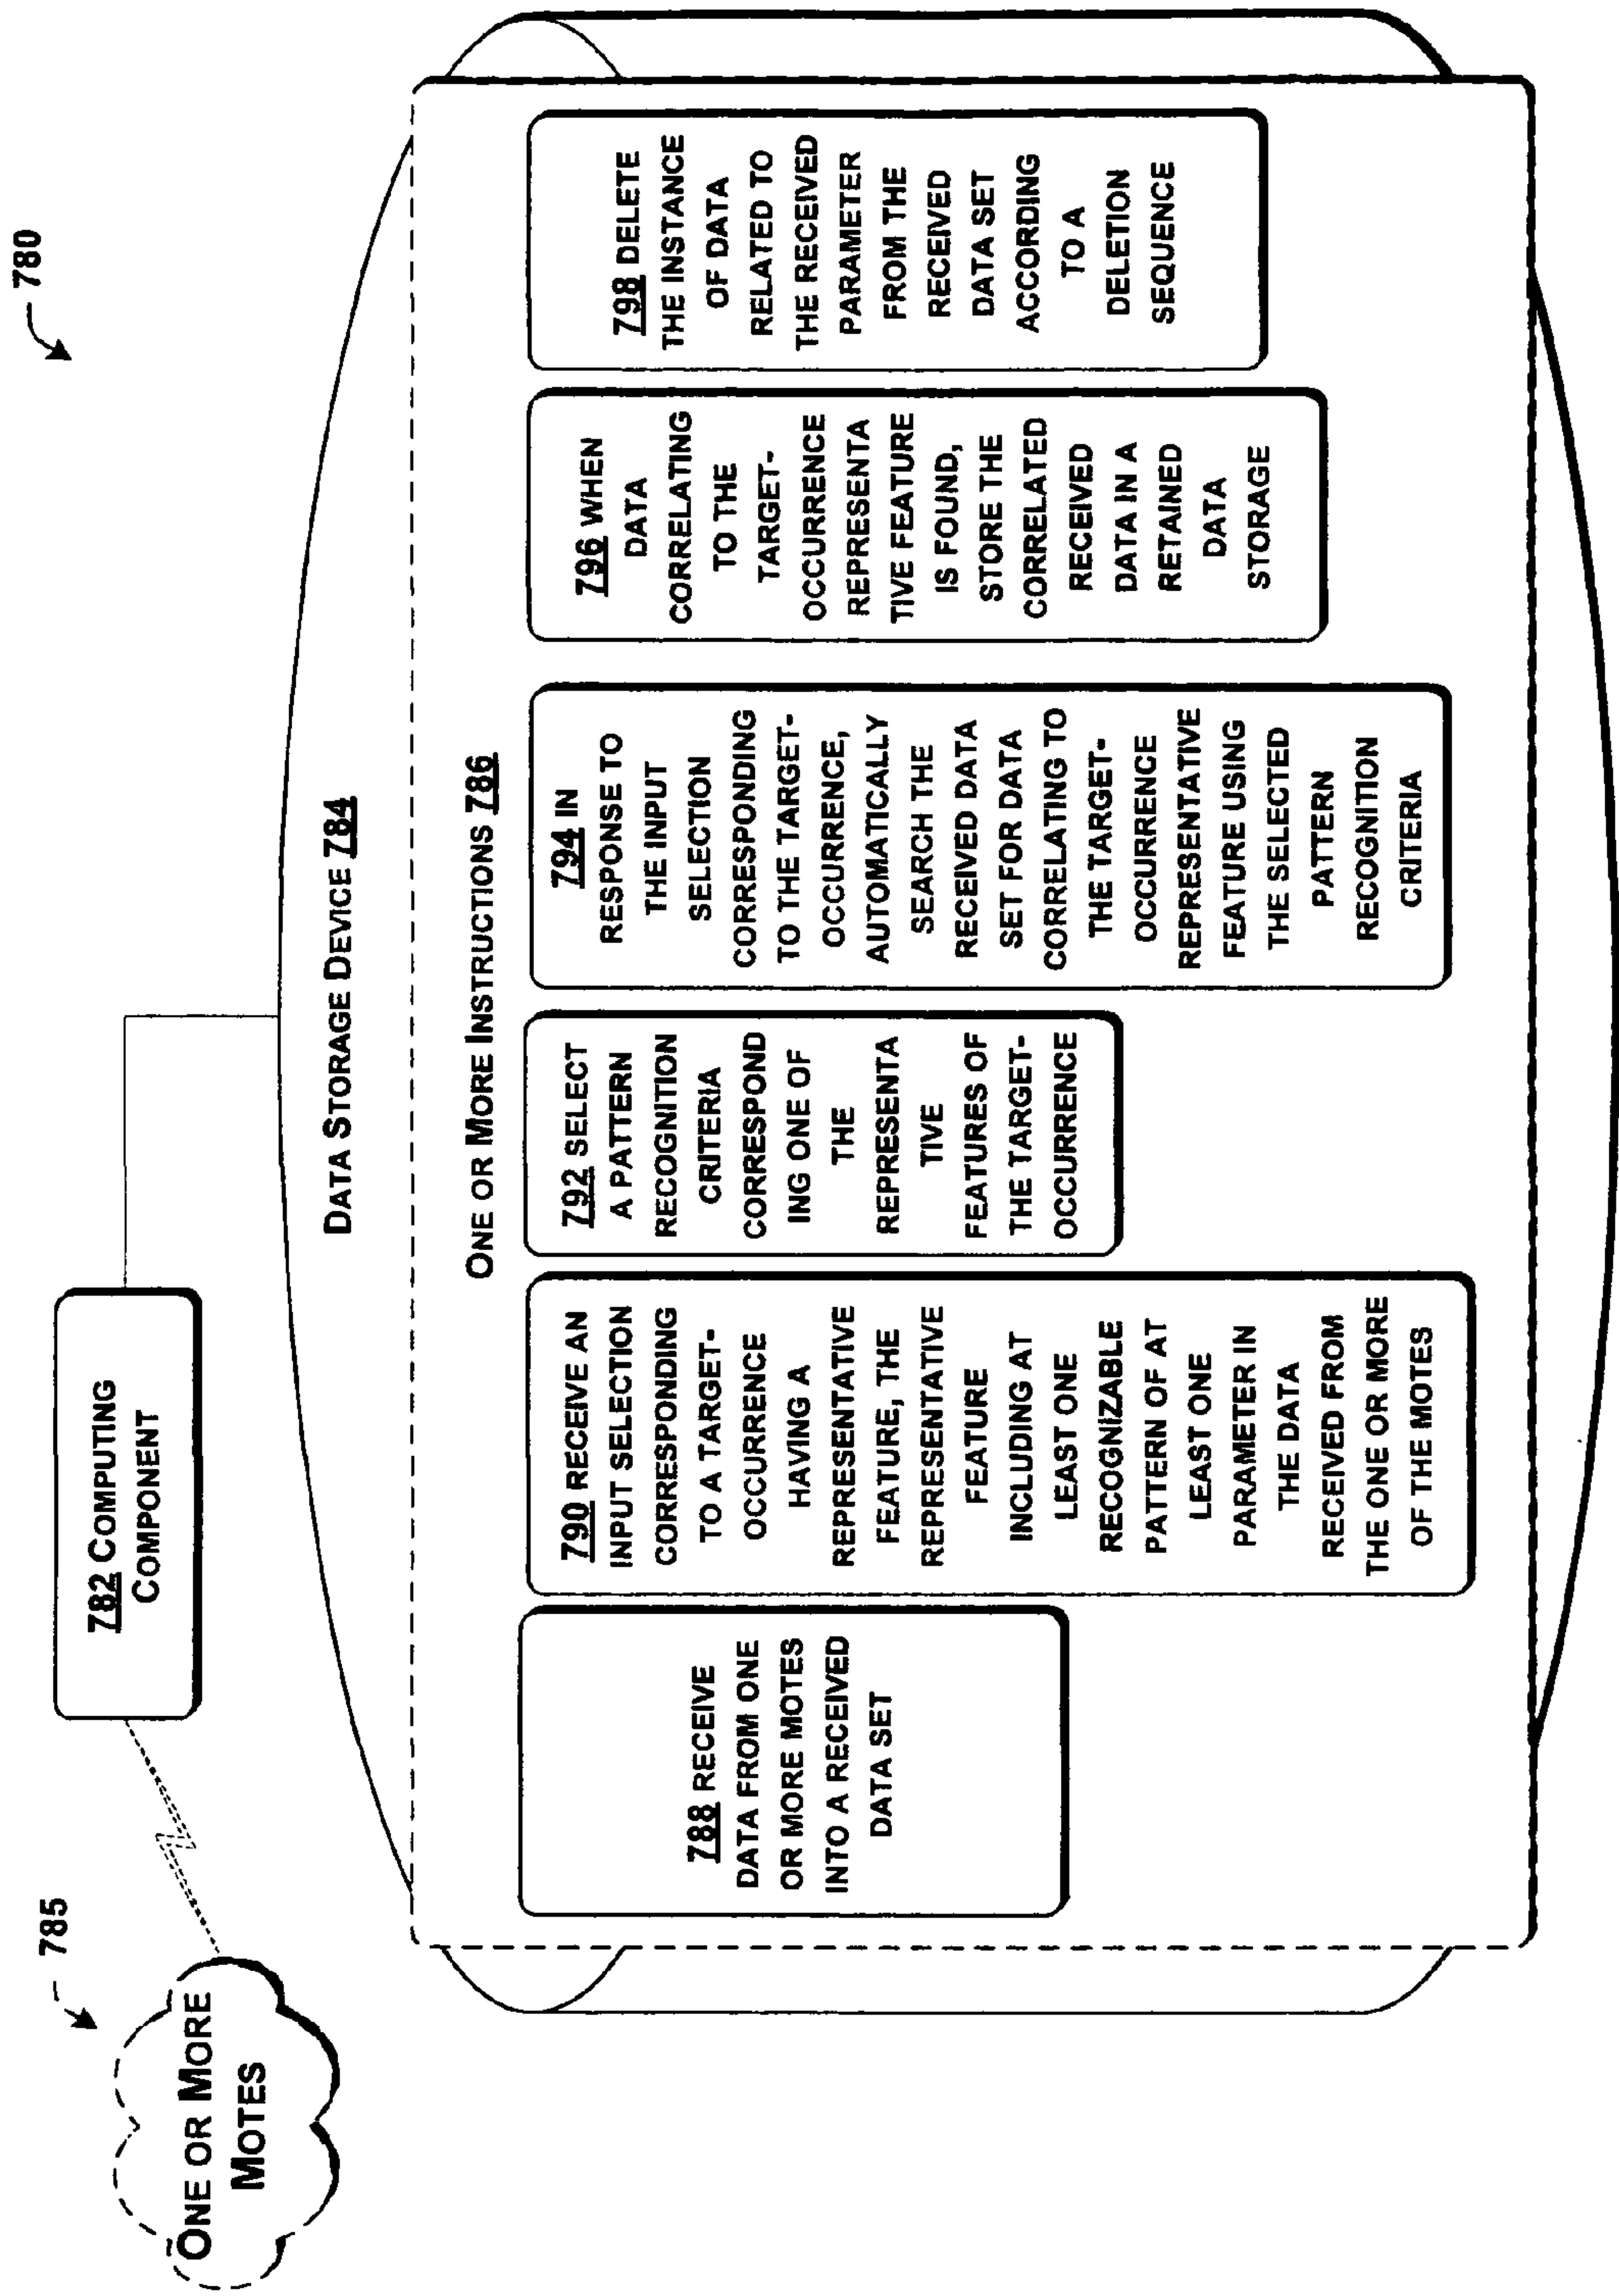 780
785
ONE OR MORE
MOTES
782 COMPUTING
COMPONENT
DATA STORAGE DEVICE 784
ONE OR MORE INSTRUCTIONS 786
788 RECEIVE
DATA FROM ONE
OR MORE MOTES
INTO A RECEIVED
DATA SET
790 RECEIVE AN
INPUT SELECTION
CORRESPONDING
TO A TARGET-
OCCURRENCE
HAVING A
REPRESENTATIVE
FEATURE, THE
REPRESENTATIVE
FEATURE
INCLUDING AT
LEAST ONE
RECOGNIZABLE
PATTERN OF AT
LEAST ONE
PARAMETER IN
THE DATA
RECEIVED FROM
THE ONE OR MORE
OF THE MOTES
792 SELECT
A PATTERN
RECOGNITION
CRITERIA
CORRESPOND
ING ONE OF
THE
REPRESENTA
TIVE
FEATURES OF
THE TARGET-
OCCURRENCE
794 IN
RESPONSE TO
THE INPUT
SELECTION
CORRESPONDING
TO THE TARGET-
OCCURRENCE,
AUTOMATICALLY
SEARCH THE
RECEIVED DATA
SET FOR DATA
CORRELATING TO
THE TARGET-
OCCURRENCE
REPRESENTATIVE
FEATURE USING
THE SELECTED
PATTERN
RECOGNITION
CRITERIA
796 WHEN
DATA
CORRELATING
TO THE
TARGET-
OCCURRENCE
REPRESENTA
TIVE FEATURE
IS FOUND,
STORE THE
CORRELATED
RECEIVED
DATA IN A
RETAINED
DATA
STORAGE
798 DELETE
THE INSTANCE
OF DATA
RELATED TO
THE RECEIVED
PARAMETER
FROM THE
RECEIVED
DATA SET
ACCORDING
TO A
DELETION
SEQUENCE